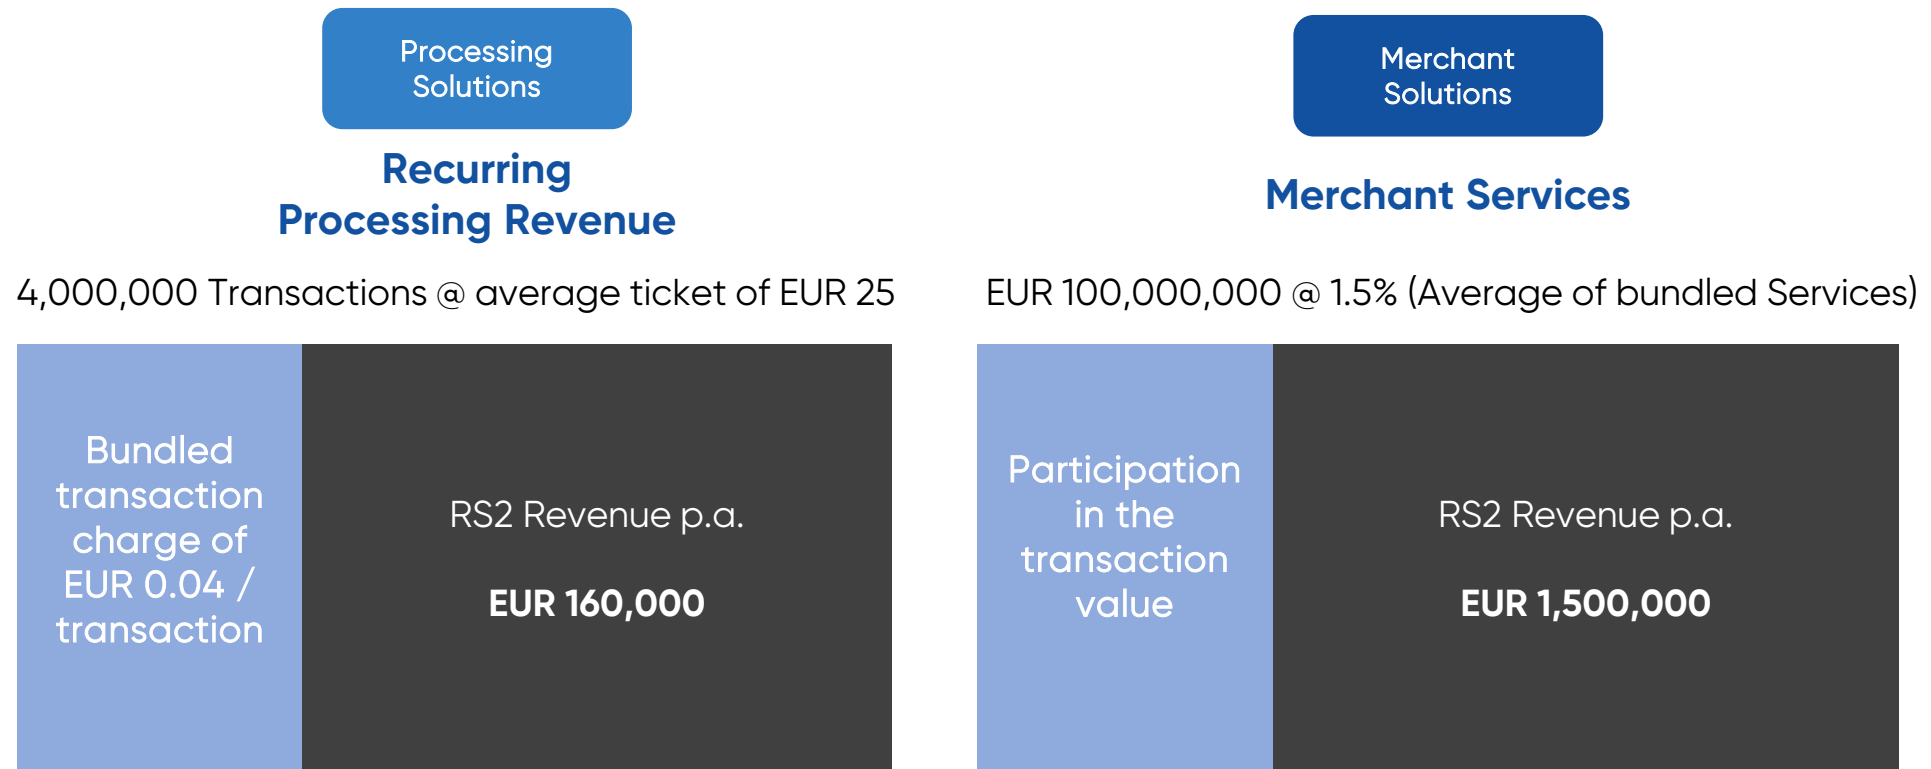 Processing
Solutions
Recurring
Processing Revenue
4,000,000 Transactions @ average ticket of EUR 25
Bundled
transaction
charge of
EUR 0.04 /
transaction
RS2 Revenue p.a.
EUR 160,000
Merchant
Solutions
Merchant Services
EUR 100,000,000 @ 1.5% (Average of bundled Services)
Participation
in the
transaction
value
RS2 Revenue p.a.
EUR 1,500,000